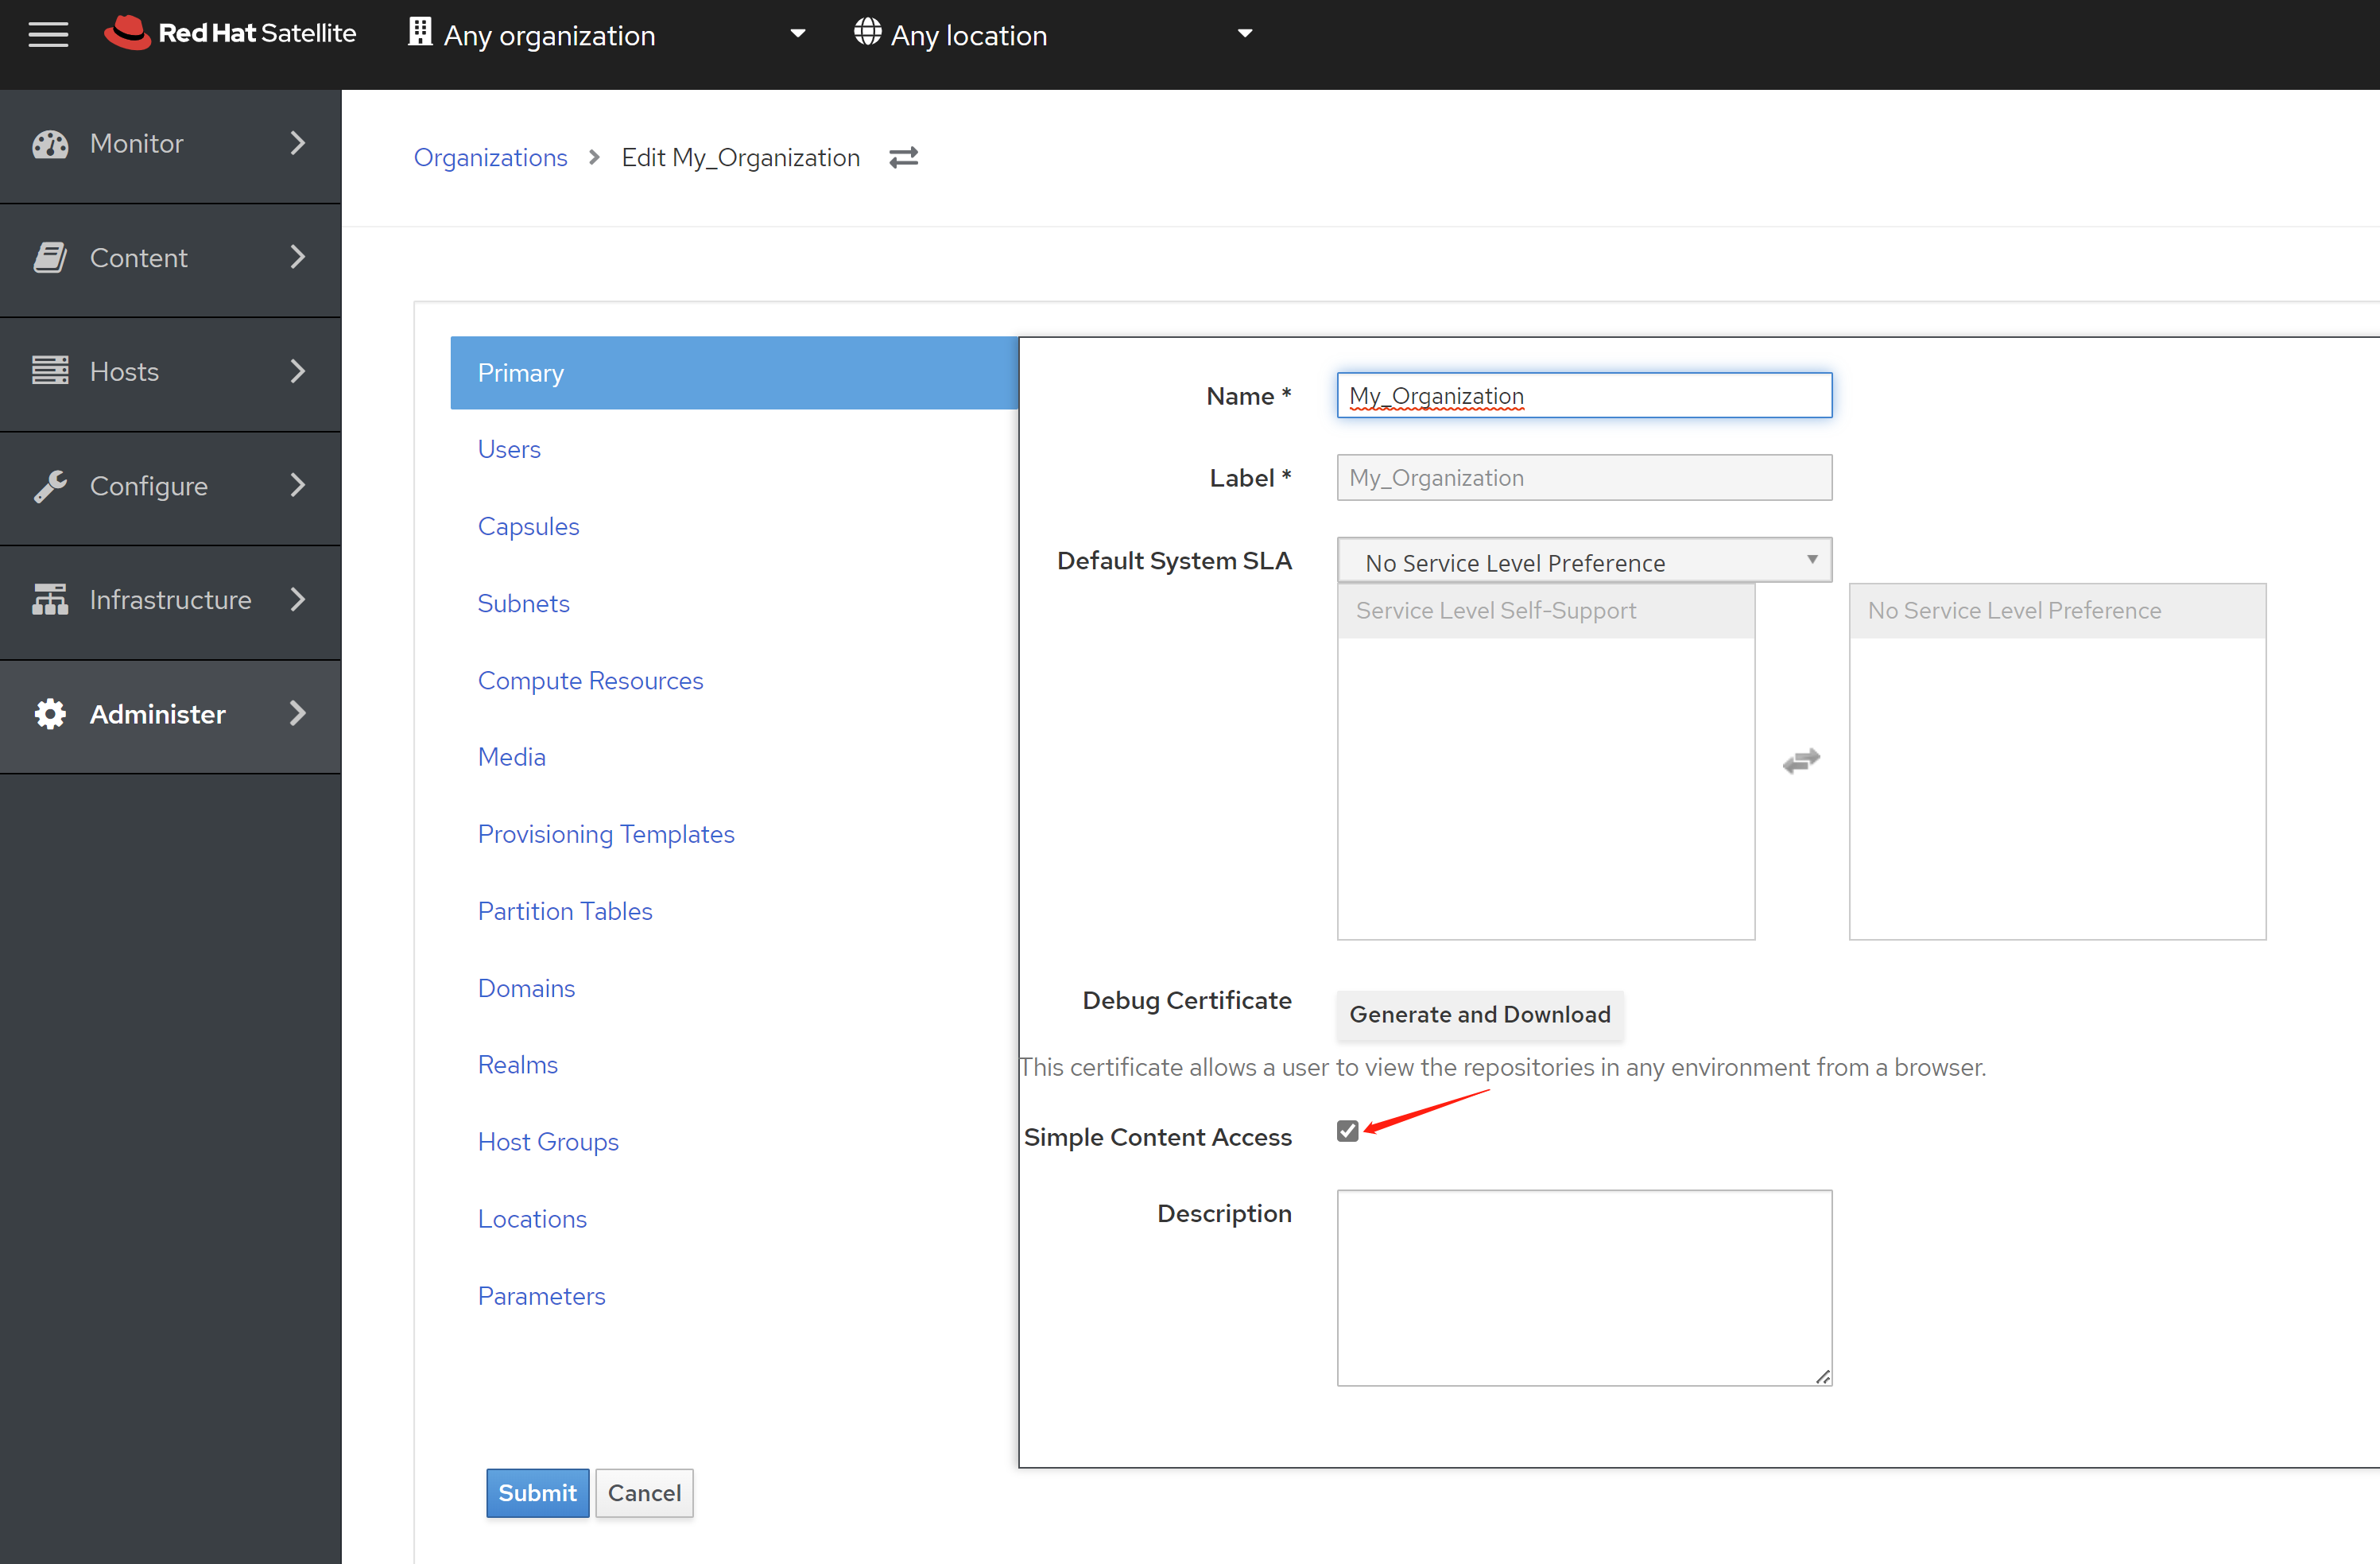 Red Hat Satellite
Any organization
Any location
Monitor
Content
Hosts
Configure
Infrastructure
Administer
Organizations
Edit My_Organization
Primary
Users
Capsules
Subnets
Compute Resources
Media
Provisioning Templates
Partition Tables
Domains
Realms
Host Groups
Locations
Parameters
Name * My_Organization
Label * My_Organization
Default System SLA No Service Level Preference
Service Level Self-Support No Service Level Preference
Debug Certificate Generate and Download
This certificate allows a user to view the repositories in any environment from a browser.
Simple Content Access
Description
Submit Cancel